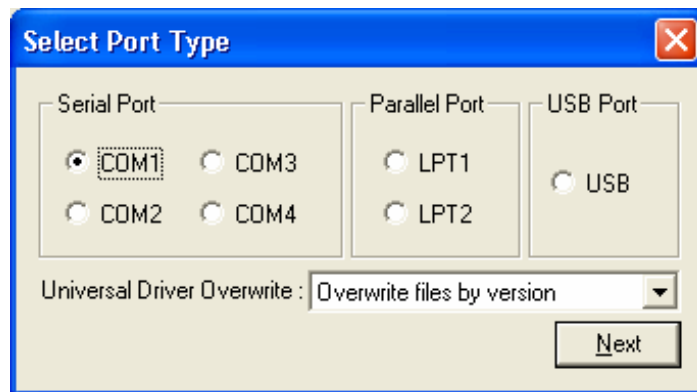 Select Port Type
Serial Port Parallel Port USB Port
COM1 COM3 LPT1 USB
COM2 COM4 LPT2
Universal Driver Overwrite : Overwrite files by version
Next